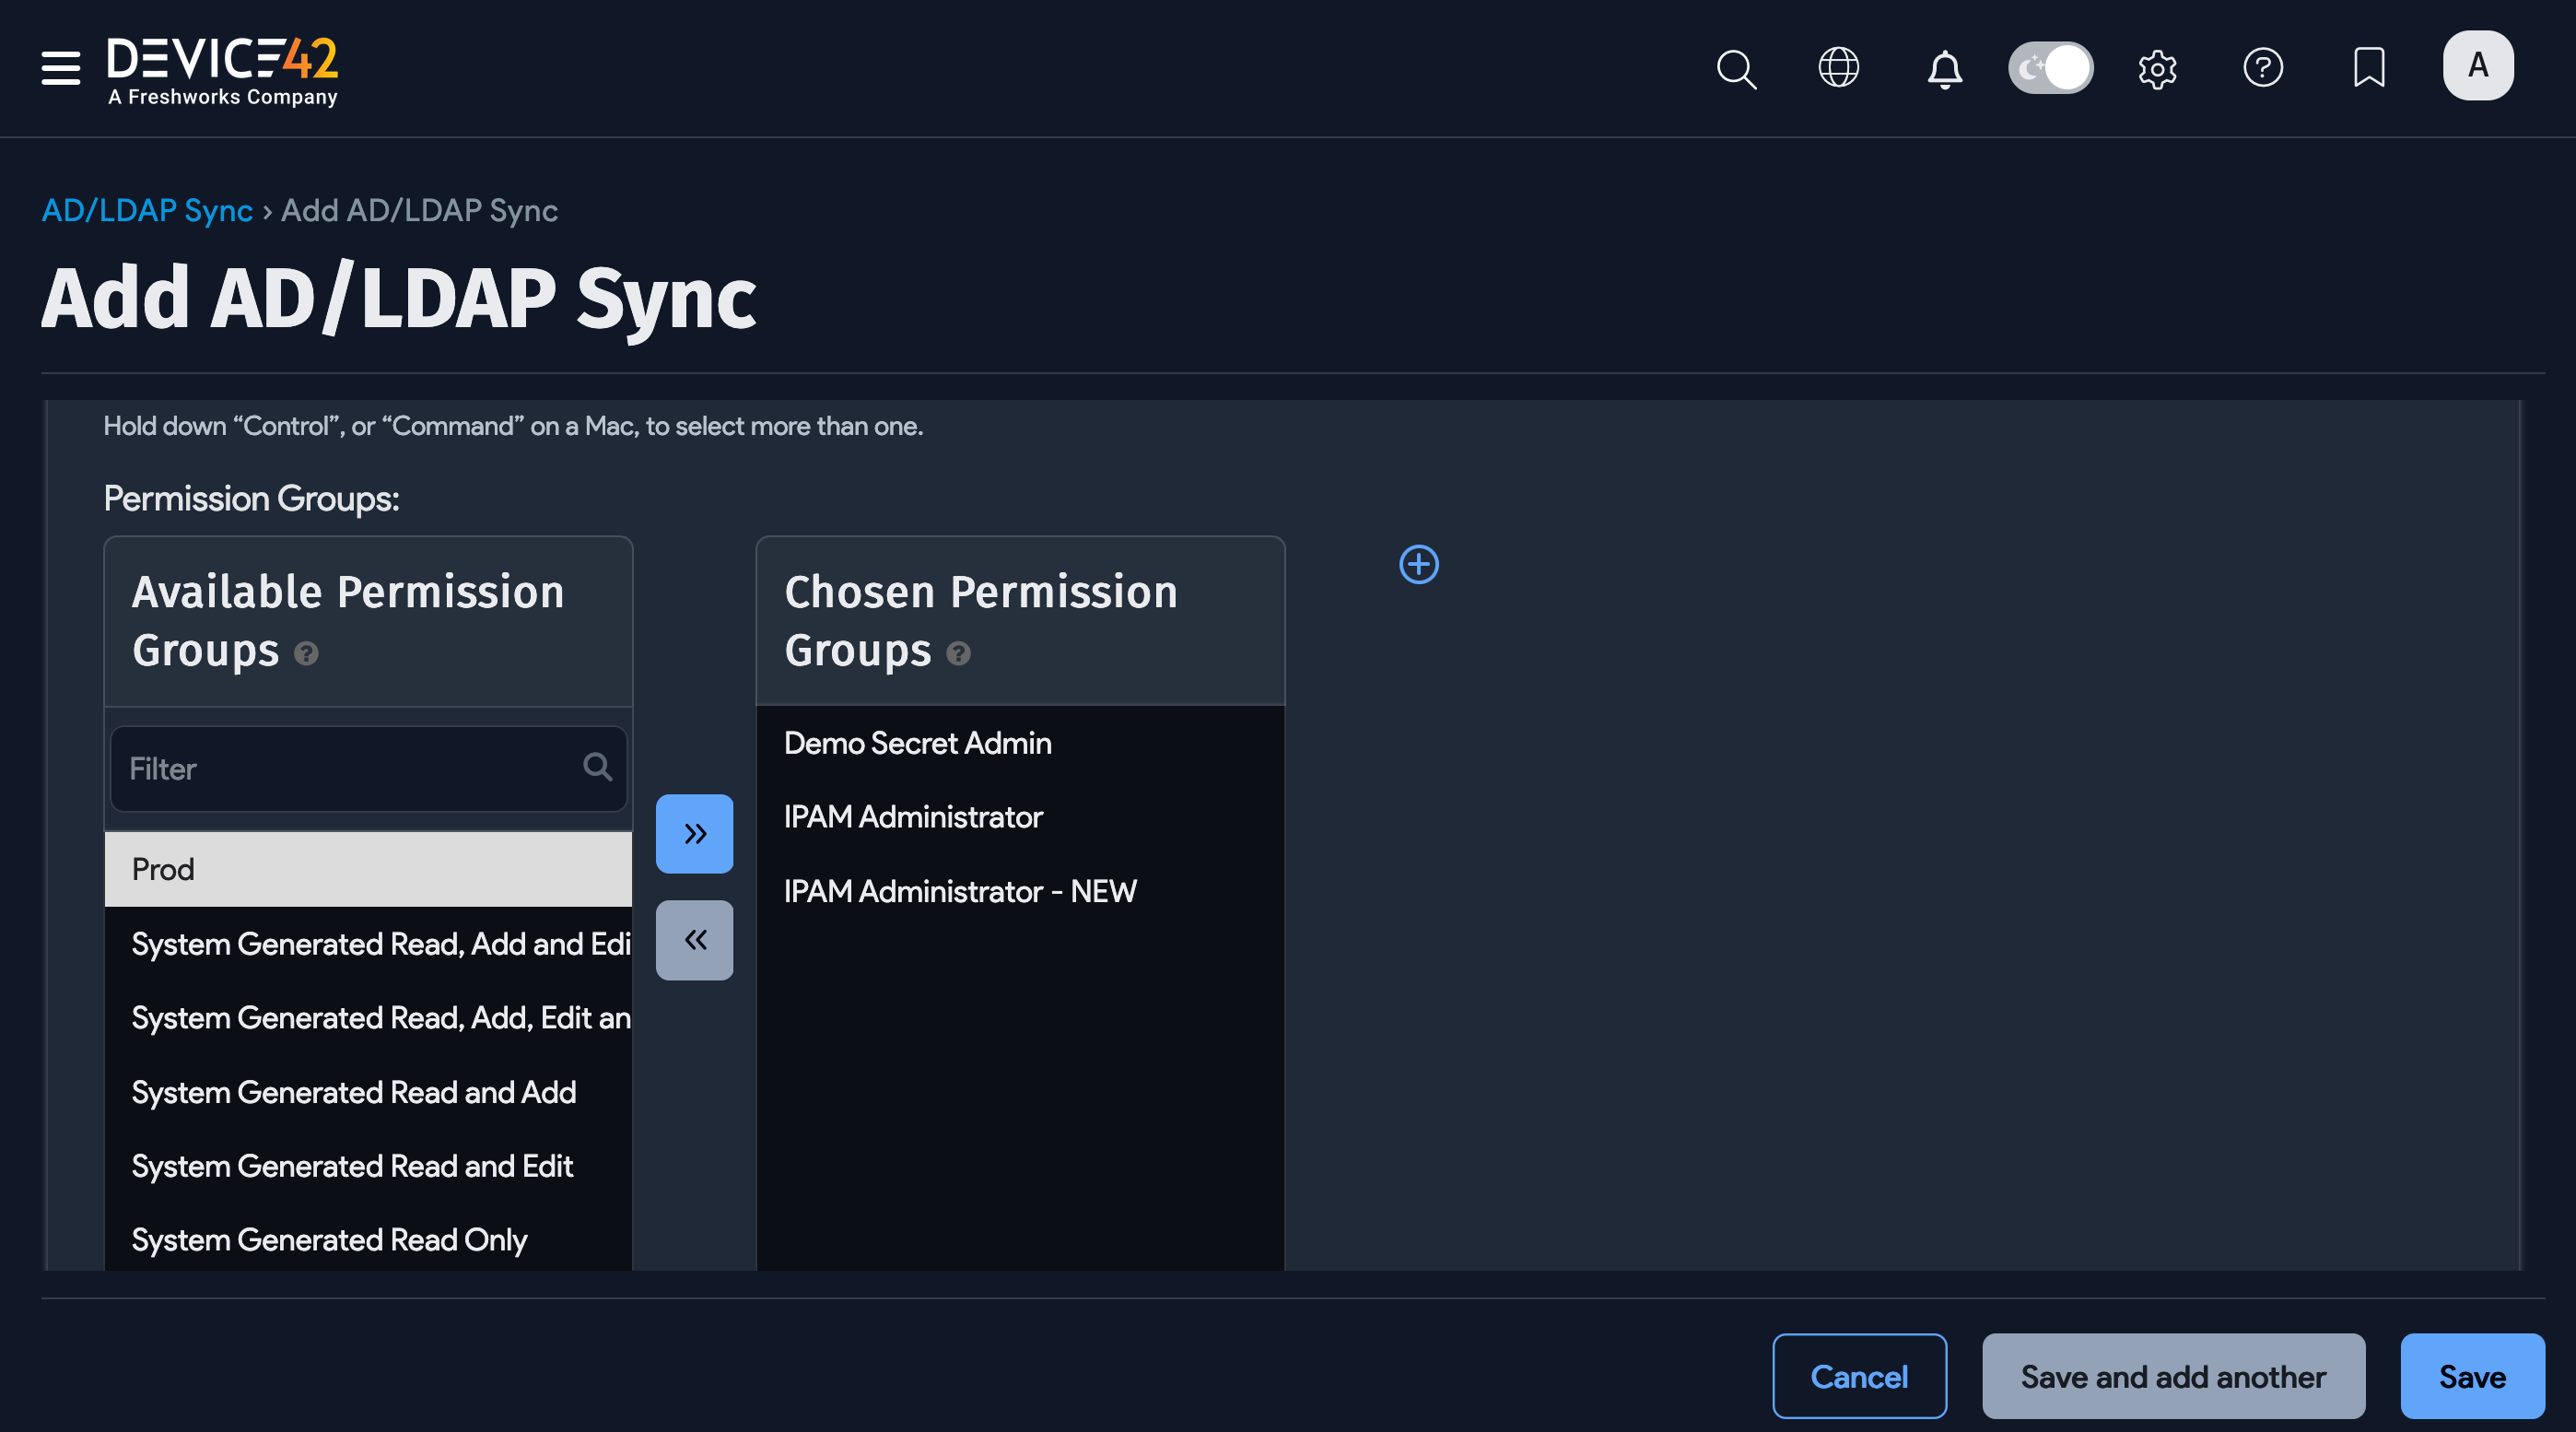 DEVICE42
A Freshworks Company
A
AD/LDAP Sync › Add AD/LDAP Sync
Add AD/LDAP Sync
Hold down “Control”, or “Command” on a Mac, to select more than one.
Permission Groups:
Available Permission
Groups ?
Filter
Prod
System Generated Read, Add and Edi
System Generated Read, Add, Edit an
System Generated Read and Add
System Generated Read and Edit
System Generated Read Only
Chosen Permission
Groups ?
Demo Secret Admin
IPAM Administrator
IPAM Administrator - NEW
Cancel
Save and add another
Save